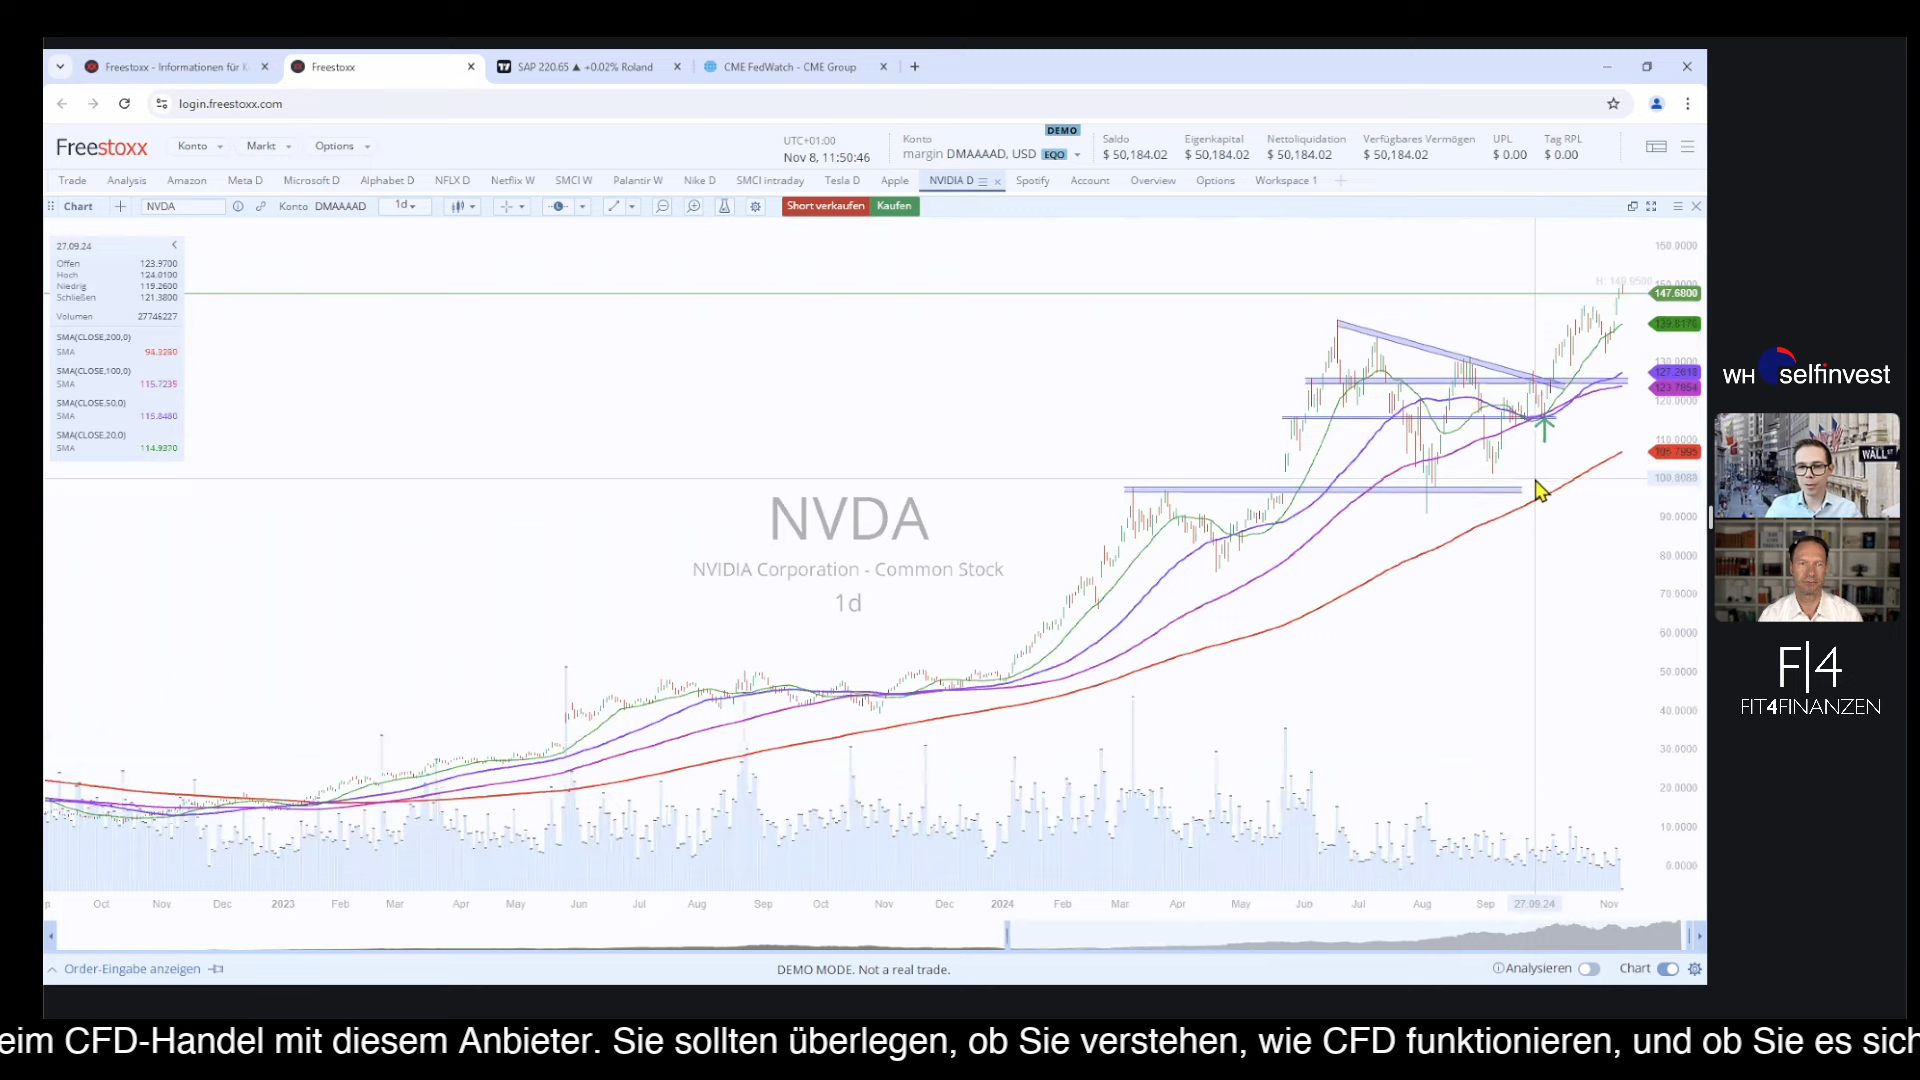 Freestoxx - Informationen für K
Freestoxx
SAP 220.65 ▲ +0.02% Roland
CME FedWatch - CME Group
login.freestoxx.com
Freestoxx
Konto
Markt
Options
UTC+01:00
Nov 8, 11:50:46
DEMO
Konto
margin DMAAAAD, USD EQO
Saldo
$ 50,184.02
Eigenkapital
$ 50,184.02
Nettoliquidation
$ 50,184.02
Verfügbares Vermögen
$ 50,184.02
UPL
$ 0.00
Tag RPL
$ 0.00
Trade Analysis Amazon Meta D Microsoft D Alphabet D NFLX D Netflix W SMCI W Palantir W Nike D SMCI intraday Tesla D Apple NVIDIA D Spotify Account Overview Options Workspace 1
Chart NVDA Konto DMAAAAD 1d Short verkaufen Kaufen
27.09.24
Offen 123.9700
Hoch 124.0100
Niedrig 119.2600
Schließen 121.3800
Volumen 27746227
SMA(CLOSE,200,0)
SMA
SMA(CLOSE,100,0)
SMA 115.7235
SMA(CLOSE,50,0)
SMA 115.8480
SMA(CLOSE,20,0)
SMA 114.9370
160.0000
147.6800
130.0000
120.0000
110.0000
90.0000
80.0000
70.0000
60.0000
50.0000
40.0000
30.0000
20.0000
10.0000
0.0000
NVDA
NVIDIA Corporation - Common Stock
1d
Oct Nov Dec 2023 Feb Mar Apr May Jun Jul Aug Sep Oct Nov Dec 2024 Feb Mar Apr May Jun Jul Aug Sep 27.09.24 Nov
Order-Eingabe anzeigen
DEMO MODE. Not a real trade.
Analysieren
Chart
WH selfinvest
WALL
F|4
FIT4FINANZEN
eim CFD-Handel mit diesem Anbieter. Sie sollten überlegen, ob Sie verstehen, wie CFD funktionieren, und ob Sie es sich